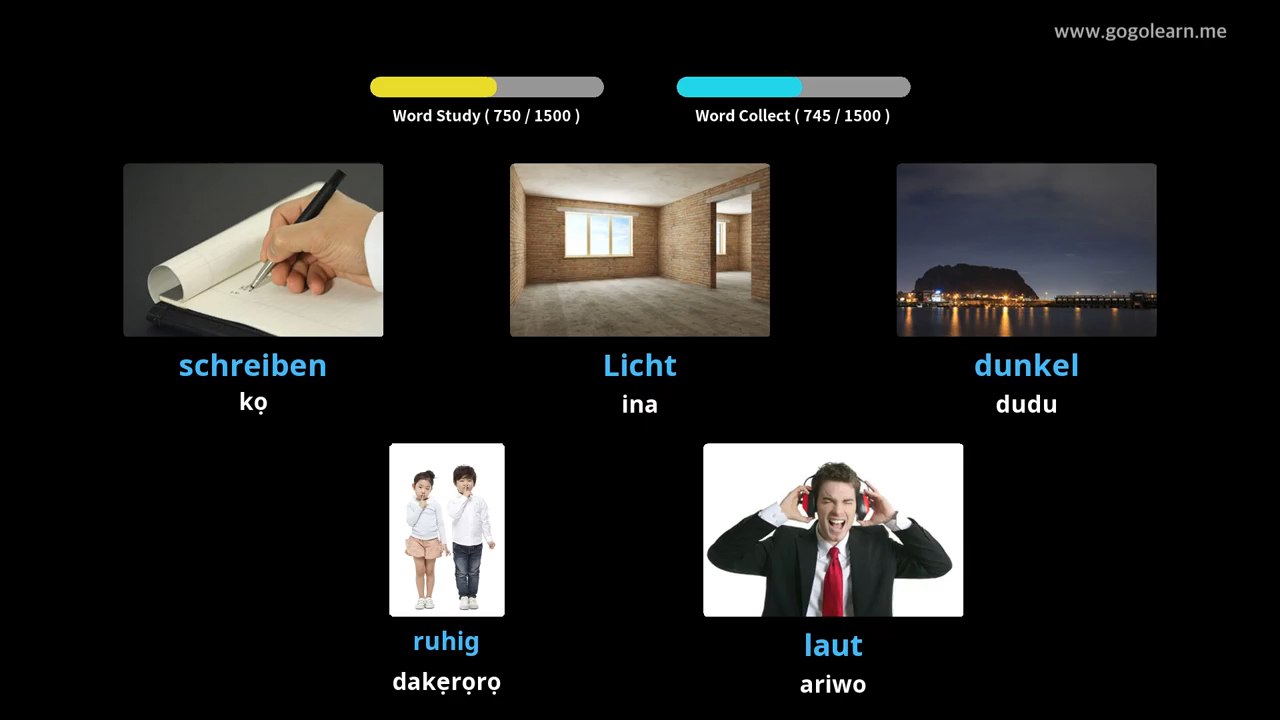 www.gogolearn.me
Word Study ( 750 / 1500 )
Word Collect ( 745 / 1500 )
schreiben
kọ
Licht
ina
dunkel
dudu
ruhig
dakẹrọrọ
laut
ariwo